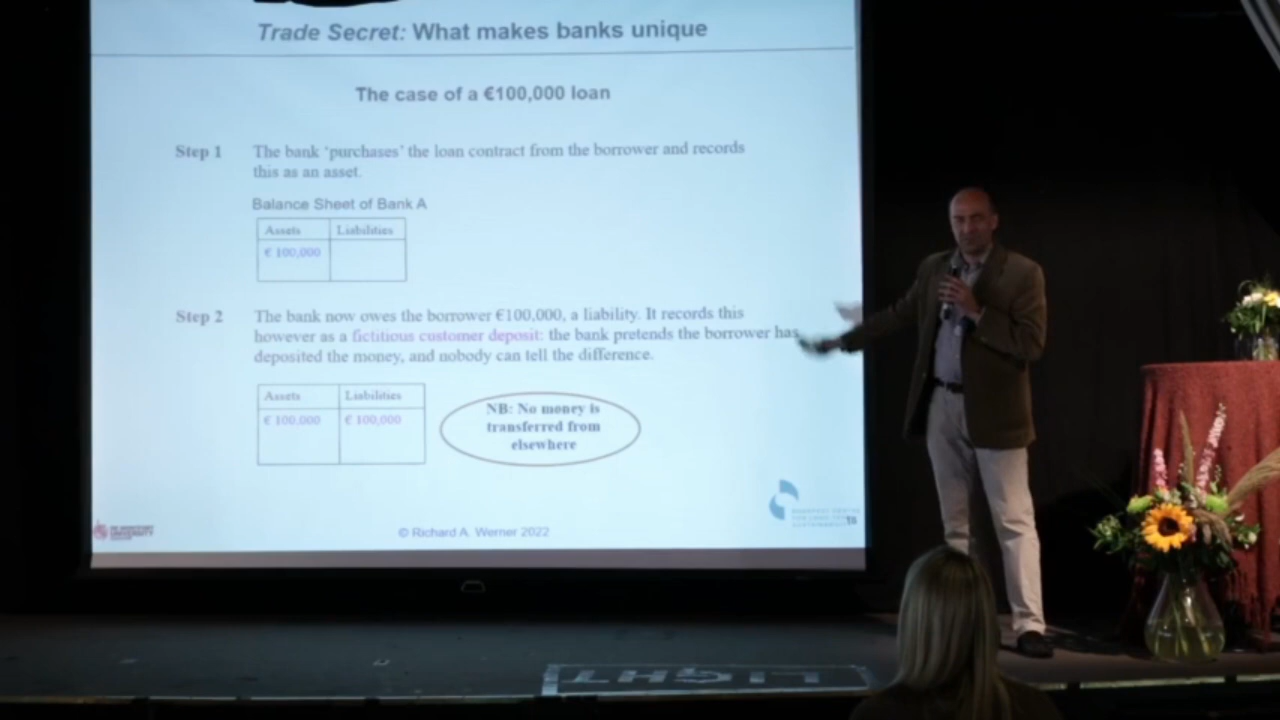 Trade Secret: What makes banks unique
The case of a €100,000 loan
Step 1 The bank ‘purchases’ the loan contract from the borrower and records
this as an asset.
Balance Sheet of Bank A
Assets Liabilities
€ 100,000
Step 2 The bank now owes the borrower €100,000, a liability. It records this
however as a fictitious customer deposit: the bank pretends the borrower has
deposited the money, and nobody can tell the difference.
Assets Liabilities
€ 100,000 € 100,000
NB: No money is
transferred from
elsewhere
UNIVERSITY
© Richard A. Werner 2022
LIGHT